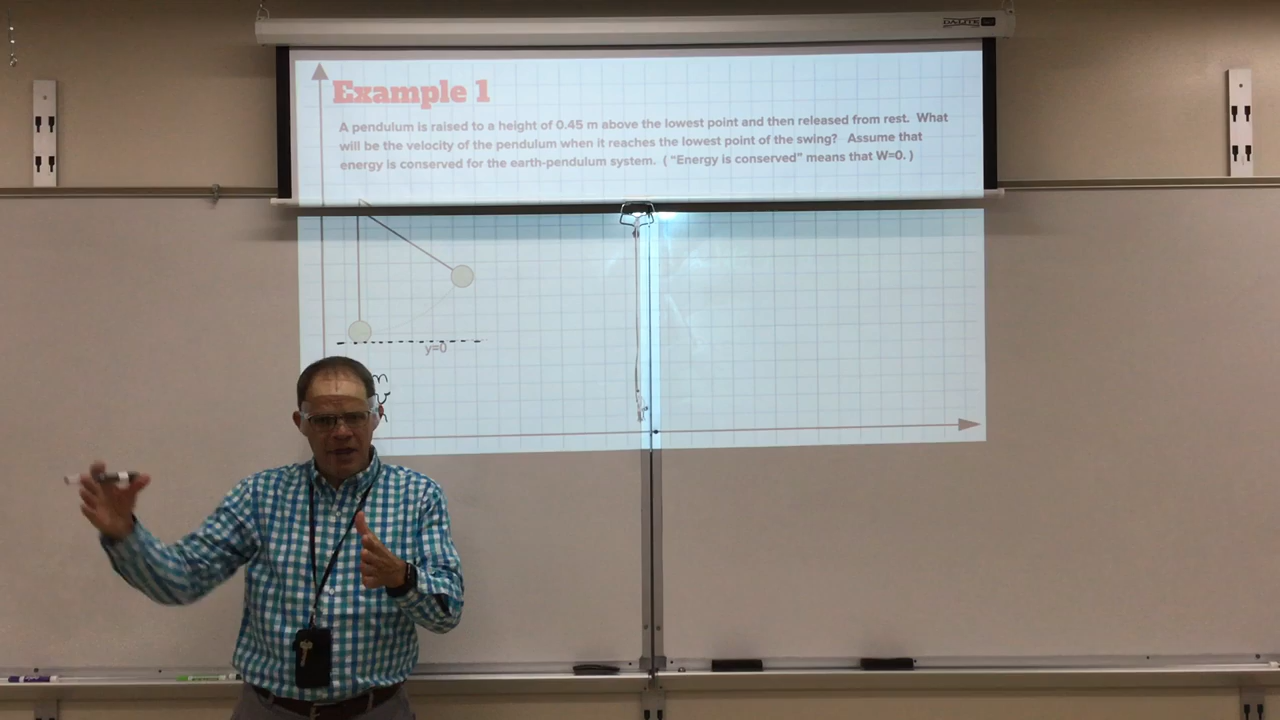 DALITE
Example 1
A pendulum is raised to a height of 0.45 m above the lowest point and then released from rest. What
will be the velocity of the pendulum when it reaches the lowest point of the swing? Assume that
energy is conserved for the earth-pendulum system. ( “Energy is conserved” means that W=0. )
y=0
m